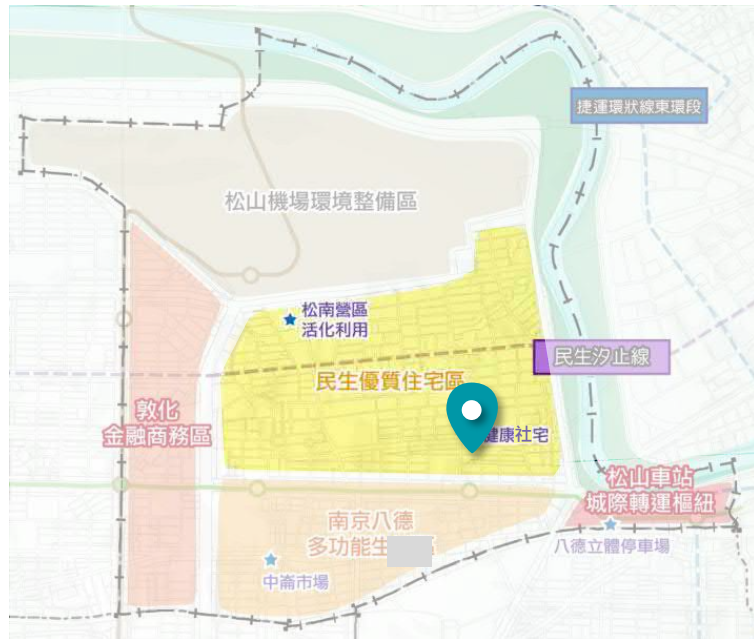 捷運環狀線東環段
松山機場環境整備區
松南營區
活化利用
民生汐止線
民生優質住宅區
敦化
金融商務區
健康社宅
松山車站
城際轉運樞紐
南京八德
多功能生
區
八德立體停車場
中崙市場